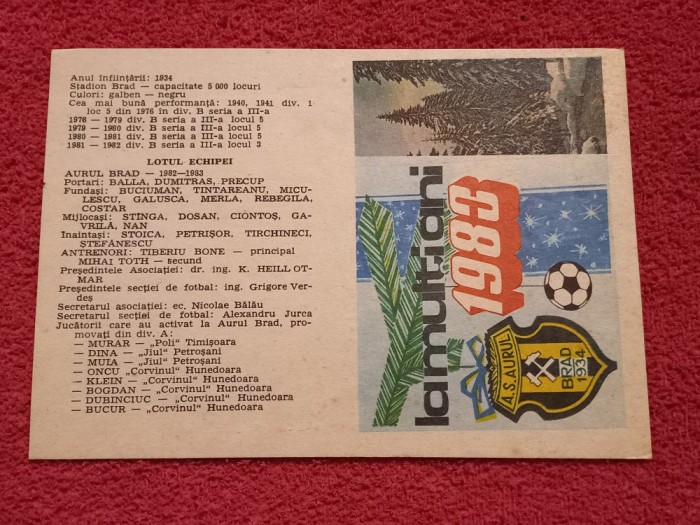 Anul înființării: 1934
Stadion Brad — capacitate 5 000 locuri
Culori: galben — negru
Cea mai bună performanță: 1940, 1941 div. 1
loc 5 din 1976 în div. B seria a III-a
1978 — 1979 div. B seria a III-a locul 5
1979 — 1980 div. B seria a III-a locul 5
1980 — 1981 div. B seria a III-a locul 5
1981 — 1982 div. B seria a III-a locul 3
LOTUL ECHIPEI
AURUL BRAD — 1982—1983
Portari: BALLA, DUMITRAS, PRECUP
Fundași: BUCIUMAN, TINTAREANU, MICU-
LESCU, GALUSCA, MERLA, REBEGILA,
COSTAR
Mijlocași: STINGA, DOSAN, CIONTOȘ, GA-
VRILĂ, NAN
Inaintași: STOICA, PETRIȘOR, TIRCHINECI,
ȘTEFĂNESCU
ANTRENORI: TIBERIU BONE — principal
MIHAI TOTH — secund
Președintele Asociației: dr. ing. K. HEILL OT-
MAR
Președintele secției de fotbal: ing. Grigore Ver-
deș
Secretarul asociației: ec, Nicolae Bălău
Secretarul secției de fotbal: Alexandru Jurca
Jucătorii care au activat la Aurul Brad, pro-
movați din div. A:
— MURAR — „Poli" Timișoara
— DINA — „Jiul" Petroșani
— MUIA — „Jiul" Petroșani
— ONCU „Corvinul" Hunedoara
— KLEIN — „Corvinul" Hunedoara
— BOGDAN — „Corvinul" Hunedoara
— DUBINCIUC — „Corvinul" Hunedoara
— BUCUR — „Corvinul" Hunedoara
la mulți ani
1983
A.S. AURUL
BRAD
1934